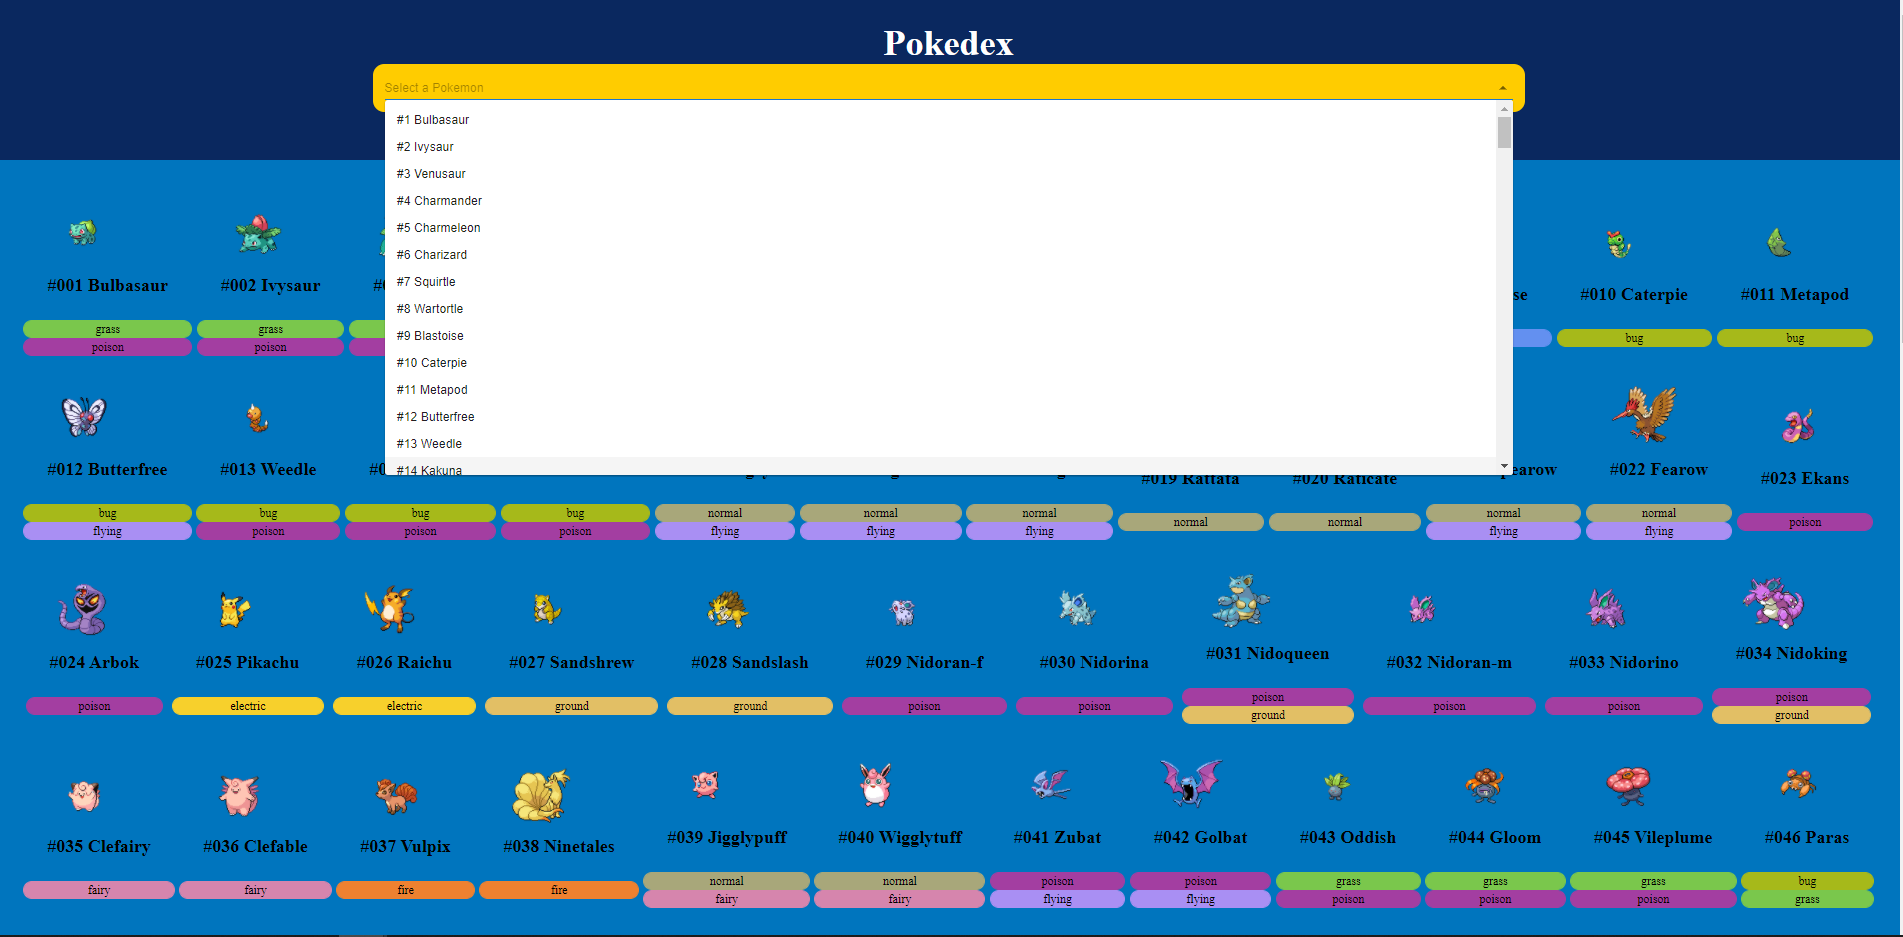 Pokedex
Select a Pokemon
#1 Bulbasaur
#2 Ivysaur
#3 Venusaur
#4 Charmander
#5 Charmeleon
#6 Charizard
#7 Squirtle
#8 Wartortle
#9 Blastoise
#10 Caterpie
#11 Metapod
#12 Butterfree
#13 Weedle
#14 Kakuna
#001 Bulbasaur #002 Ivysaur se #010 Caterpie #011 Metapod
grass grass bug bug
poison poison
#012 Butterfree #013 Weedle #019 Rattata #020 Raticate earow #022 Fearow #023 Ekans
bug bug bug bug normal normal normal normal normal normal normal poison
flying poison poison poison flying flying flying flying flying
#024 Arbok #025 Pikachu #026 Raichu #027 Sandshrew #028 Sandslash #029 Nidoran-f #030 Nidorina #031 Nidoqueen #032 Nidoran-m #033 Nidorino #034 Nidoking
poison electric electric ground ground poison poison poison poison poison poison
ground ground
#035 Clefairy #036 Clefable #037 Vulpix #038 Ninetales #039 Jigglypuff #040 Wigglytuff #041 Zubat #042 Golbat #043 Oddish #044 Gloom #045 Vileplume #046 Paras
fairy fairy fire fire normal normal poison poison grass grass grass bug
fairy fairy flying flying poison poison poison grass